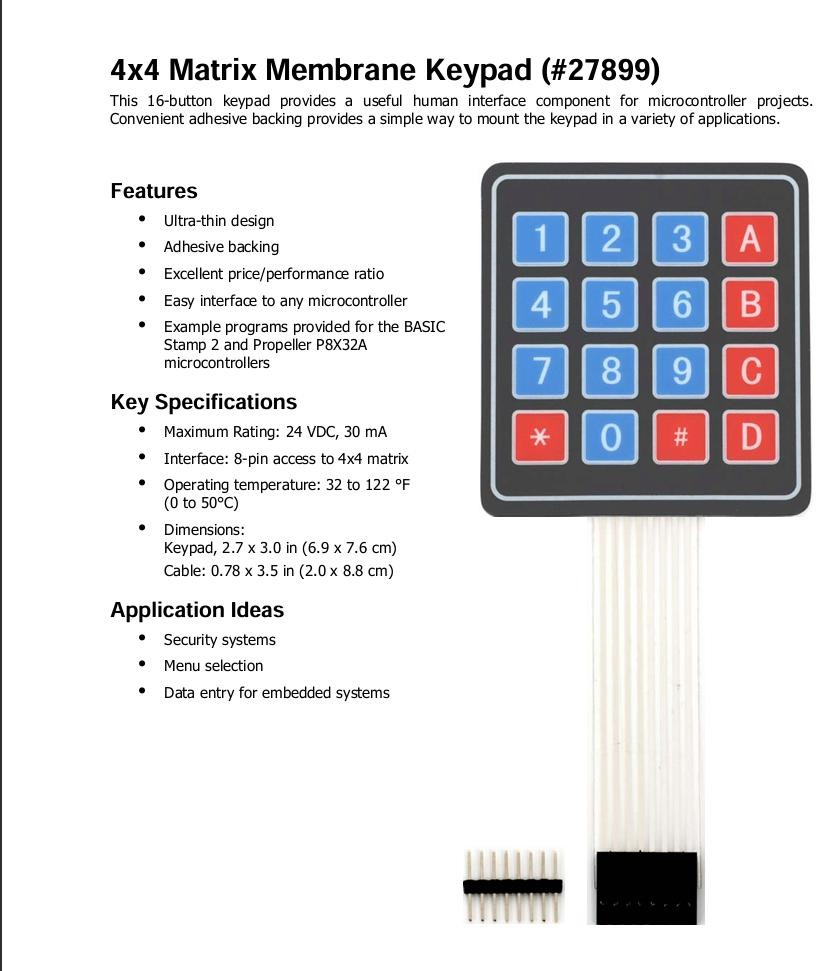 4x4 Matrix Membrane Keypad (#27899)
This 16-button keypad provides a useful human interface component for microcontroller projects.
Convenient adhesive backing provides a simple way to mount the keypad in a variety of applications.
Features
• Ultra-thin design
• Adhesive backing
• Excellent price/performance ratio
• Easy interface to any microcontroller
• Example programs provided for the BASIC
Stamp 2 and Propeller P8X32A
microcontrollers
Key Specifications
• Maximum Rating: 24 VDC, 30 mA
• Interface: 8-pin access to 4x4 matrix
• Operating temperature: 32 to 122 °F
(0 to 50°C)
• Dimensions:
Keypad, 2.7 x 3.0 in (6.9 x 7.6 cm)
Cable: 0.78 x 3.5 in (2.0 x 8.8 cm)
Application Ideas
• Security systems
• Menu selection
• Data entry for embedded systems
1 2 3 A
4 5 6 B
7 8 9 C
* 0 # D